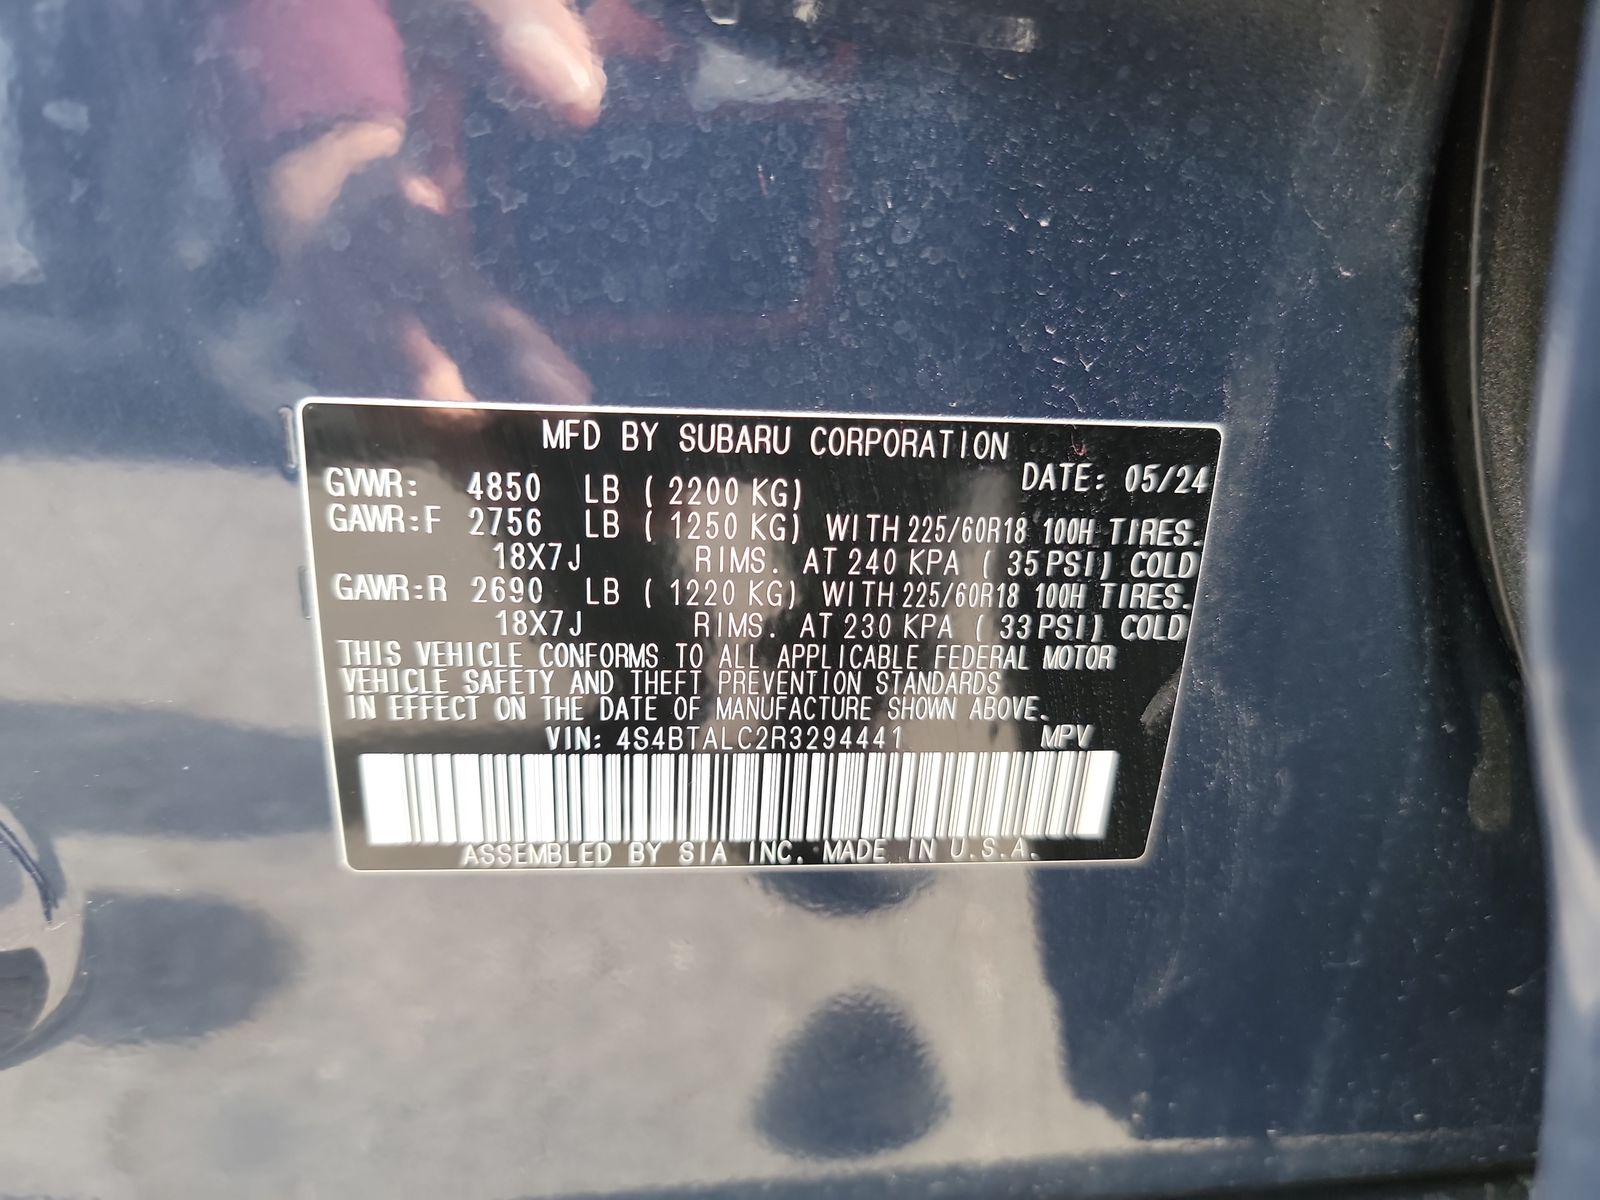 MFD BY SUBARU CORPORATION
DATE: 05/24
GVWR: 4850 LB ( 2200 KG)
GAWR:F 2756 LB ( 1250 KG) WITH 225/60R18 100H TIRES.
18X7J RIMS. AT 240 KPA ( 35 PSI) COLD
GAWR:R 2690 LB ( 1220 KG) WITH 225/60R18 100H TIRES.
18X7J RIMS. AT 230 KPA ( 33 PSI) COLD
THIS VEHICLE CONFORMS TO ALL APPLICABLE FEDERAL MOTOR
VEHICLE SAFETY AND THEFT PREVENTION STANDARDS
IN EFFECT ON THE DATE OF MANUFACTURE SHOWN ABOVE.
VIN: 4S4BTALC2R3294441 MPV
ASSEMBLED BY SIA INC. MADE IN U.S.A.